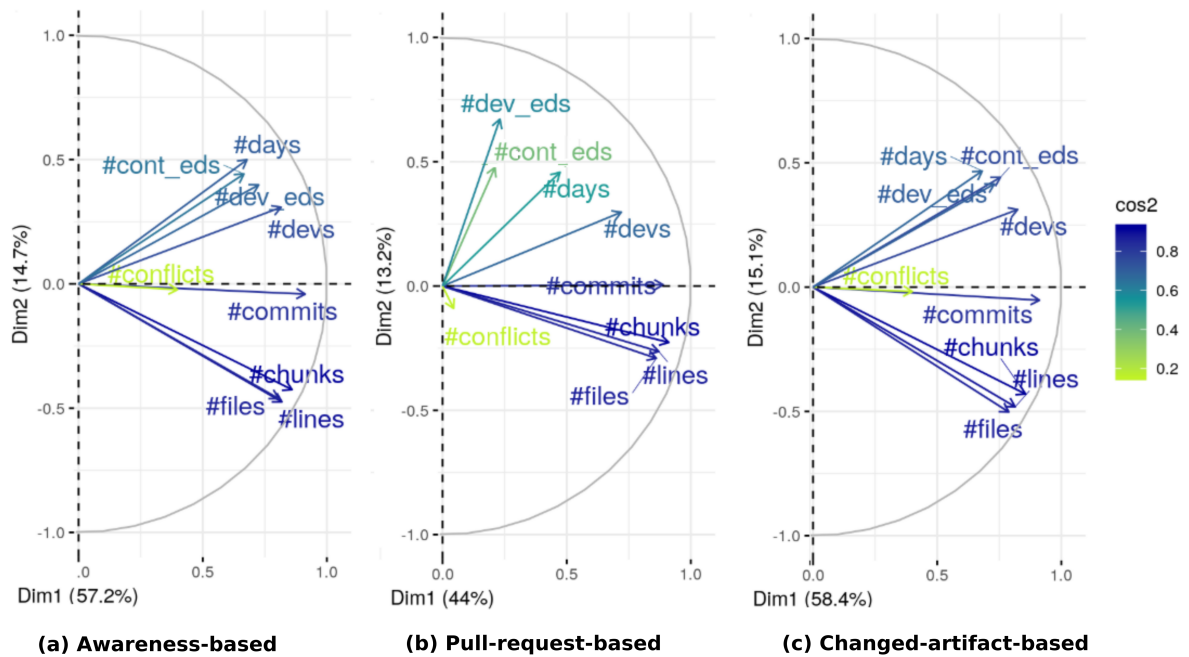 1.0
0.5
0.0
-0.5
-1.0
Dim2 (14.7%)
#days
#cont_eds
#dev_eds
#devs
#conflicts
#commits
#chunks
#files
#lines
.0
0.5
1.0
Dim1 (57.2%)
(a) Awareness-based
1.0
0.5
0.0
-0.5
-1.0
Dim2 (13.2%)
#dev_eds
#cont_eds
#days
#devs
#commits
#chunks
#conflicts
#lines
#files
0.0
0.5
1.0
Dim1 (44%)
(b) Pull-request-based
1.0
0.5
0.0
-0.5
-1.0
Dim2 (15.1%)
#days
#cont_eds
#dev_eds
#devs
#conflicts
#commits
#chunks
#lines
#files
0.0
0.5
1.0
Dim1 (58.4%)
(c) Changed-artifact-based
cos2
0.8
0.6
0.4
0.2